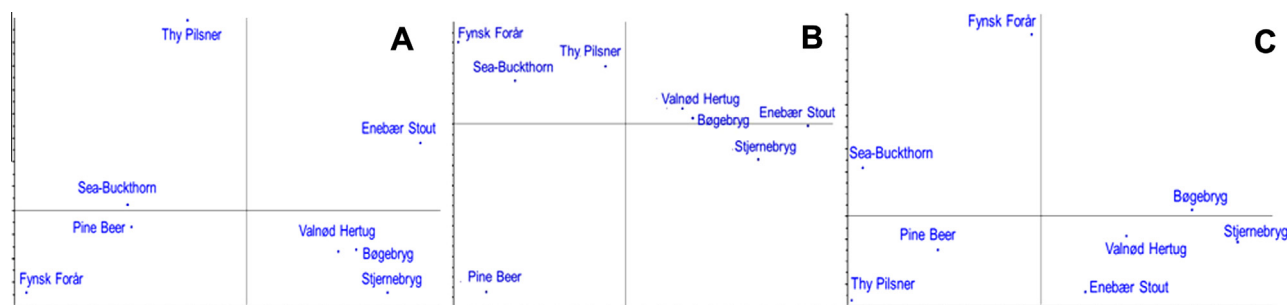 A
Thy Pilsner
Enebær Stout
Sea-Buckthorn
Pine Beer
Valnød Hertug
Bøgebryg
Fynsk Forår
Stjernebryg
B
Fynsk Forår
Thy Pilsner
Sea-Buckthorn
Valnød Hertug
Enebær Stout
Bøgebryg
Stjernebryg
Pine Beer
C
Fynsk Forår
Sea-Buckthorn
Bøgebryg
Pine Beer
Stjernebryg
Valnød Hertug
Thy Pilsner
Enebær Stout